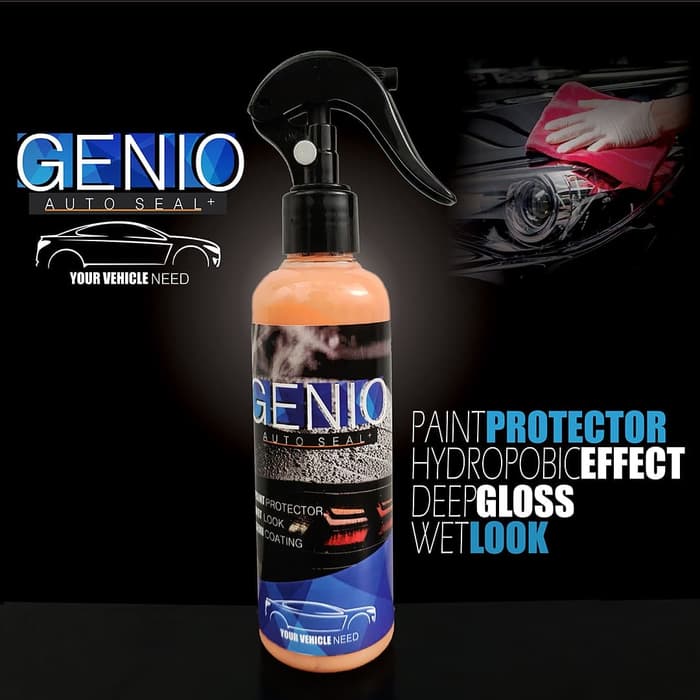 GENIO
AUTO SEAL+
YOUR VEHICLE NEED
GENIO
AUTO SEAL+
PROTECTOR
LOOK
COATING
YOUR VEHICLE NEED
PAINTPROTECTOR
HYDROPOBICEFFECT
DEEPGLOSS
WETLOOK